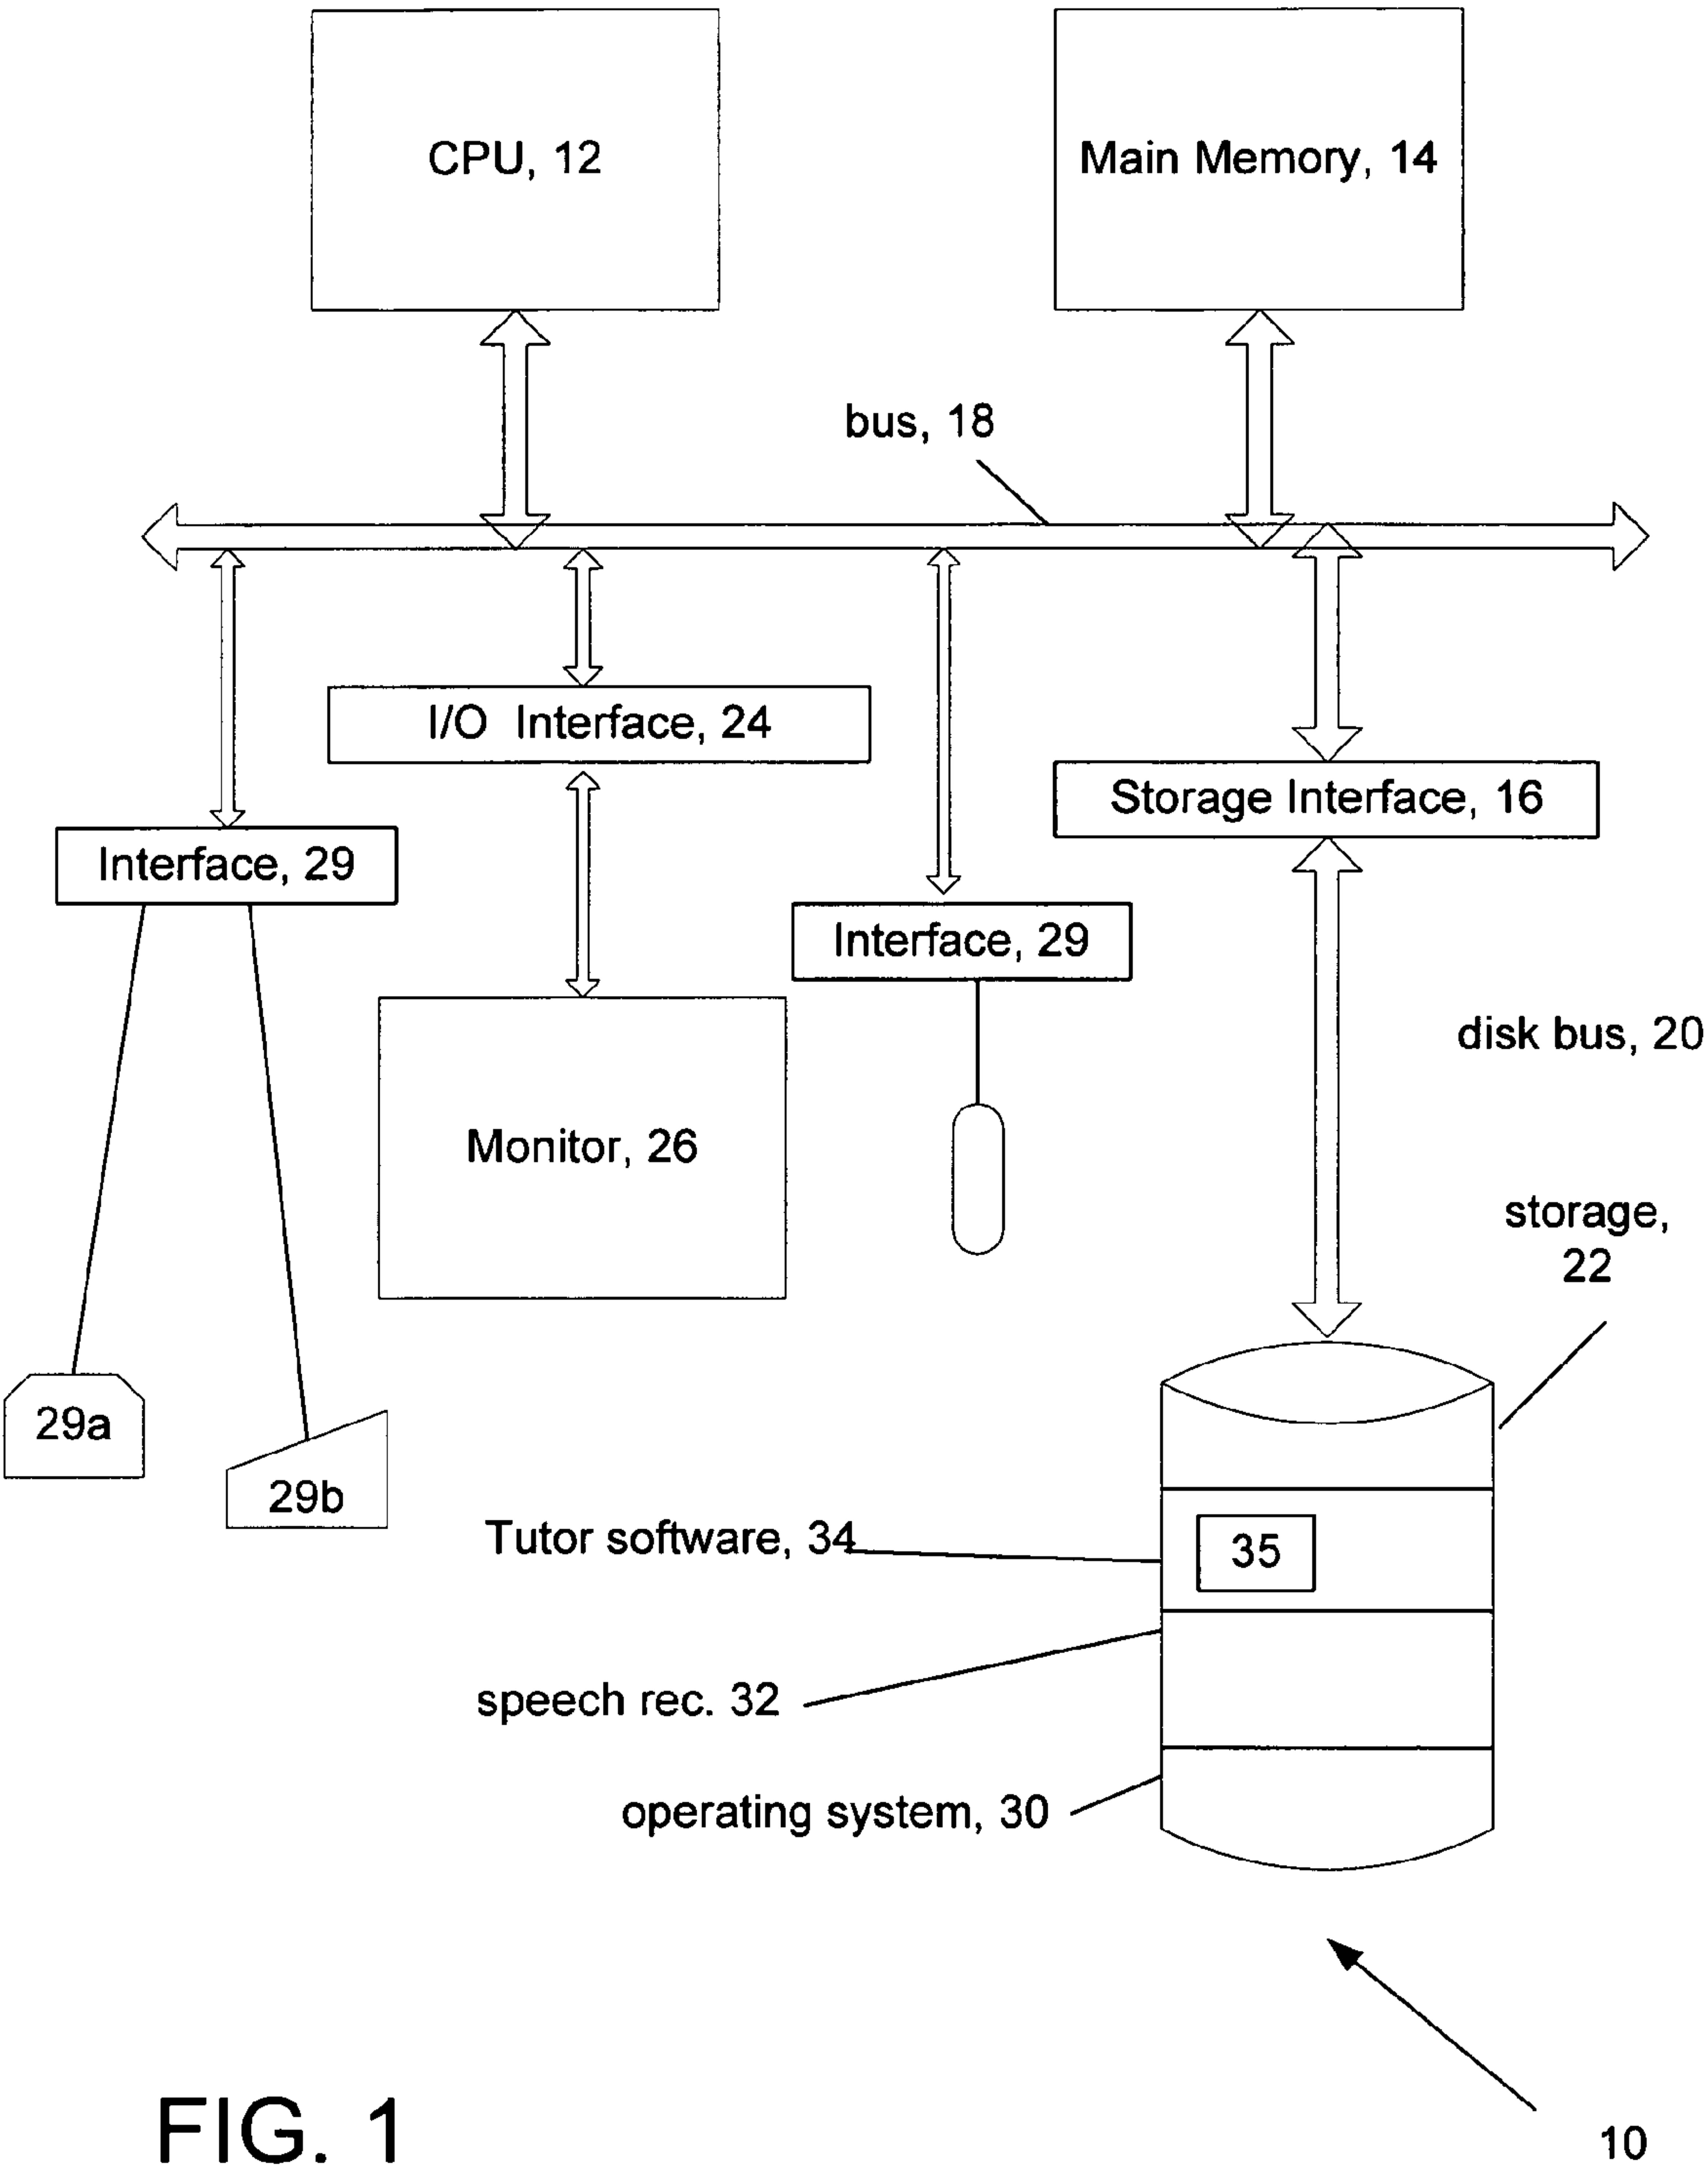 CPU, 12
Main Memory, 14
bus, 18
I/O Interface, 24
Storage Interface, 16
Interface, 29
Interface, 29
disk bus, 20
Monitor, 26
storage,
22
29a
29b
Tutor software, 34
35
speech rec. 32
operating system, 30
FIG. 1
10